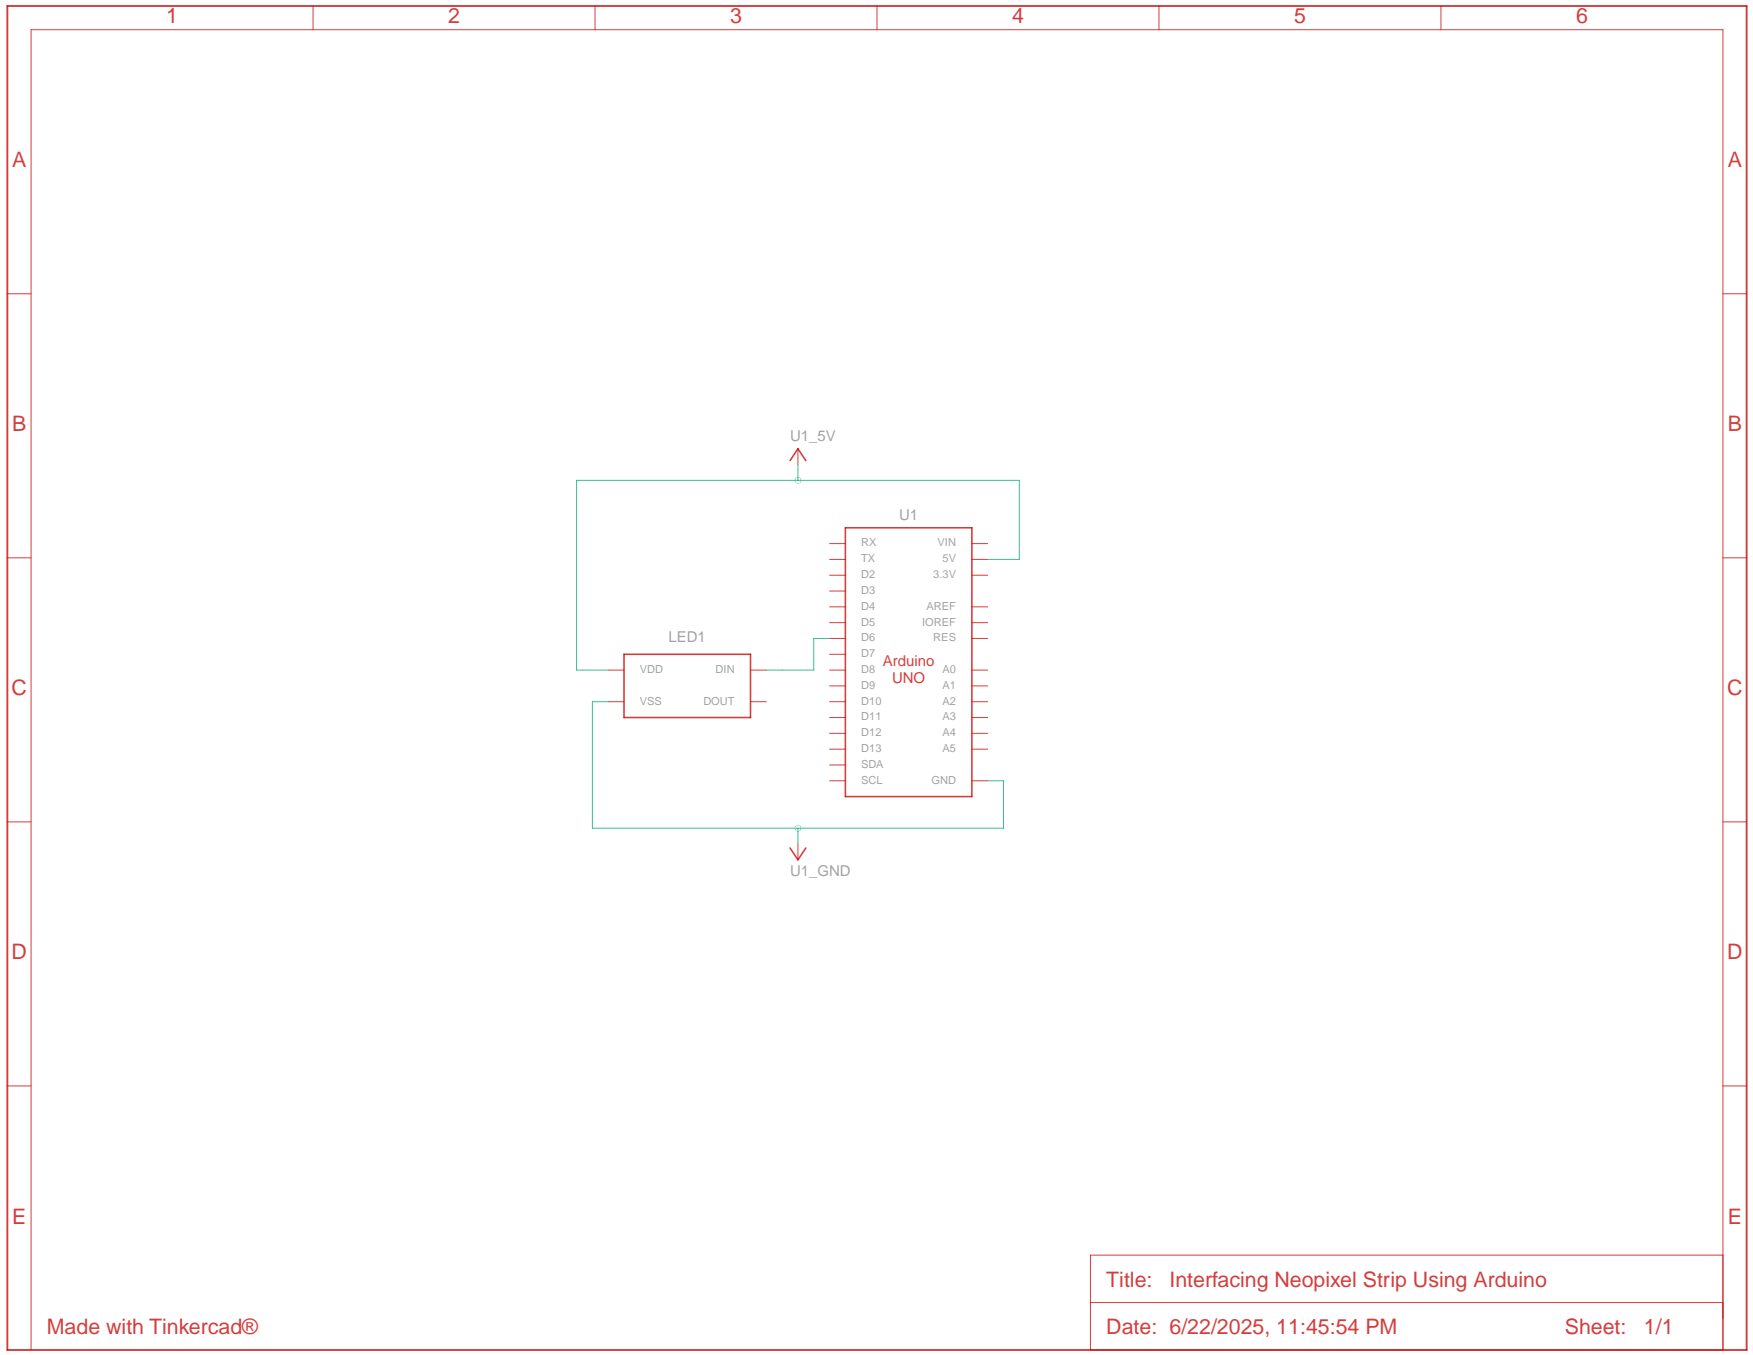 1 2 3 4 5 6
A A
B B
U1_5V
U1
RX VIN
TX 5V
D2 3.3V
D3
D4 AREF
D5 IOREF
D6 RES
D7
Arduino
UNO
D8 A0
D9 A1
D10 A2
D11 A3
D12 A4
D13 A5
SDA
SCL GND
LED1
VDD DIN
VSS DOUT
C C
U1_GND
D D
E E
Title: Interfacing Neopixel Strip Using Arduino
Made with Tinkercad®
Date: 6/22/2025, 11:45:54 PM Sheet: 1/1